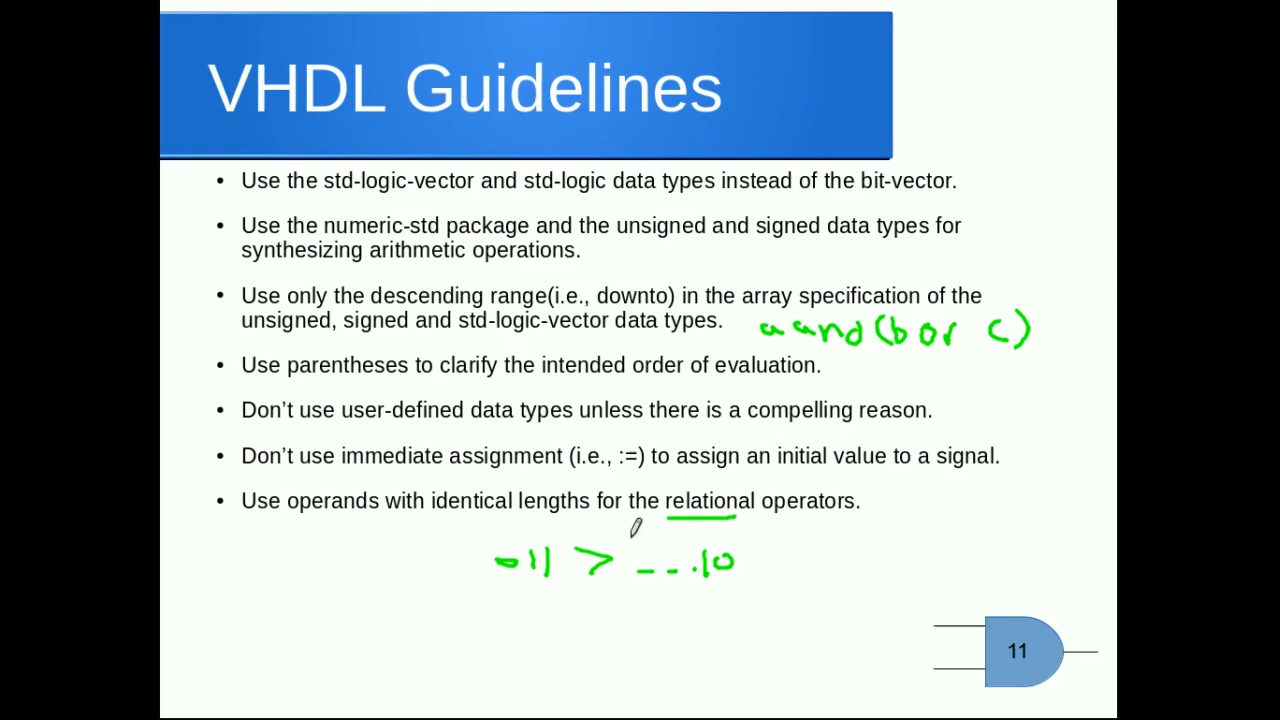 VHDL Guidelines
• Use the std-logic-vector and std-logic data types instead of the bit-vector.
• Use the numeric-std package and the unsigned and signed data types for
synthesizing arithmetic operations.
• Use only the descending range(i.e., downto) in the array specification of the
unsigned, signed and std-logic-vector data types.
a and (b or c)
• Use parentheses to clarify the intended order of evaluation.
• Don’t use user-defined data types unless there is a compelling reason.
• Don’t use immediate assignment (i.e., :=) to assign an initial value to a signal.
• Use operands with identical lengths for the relational operators.
011 > _ _ . 10
11